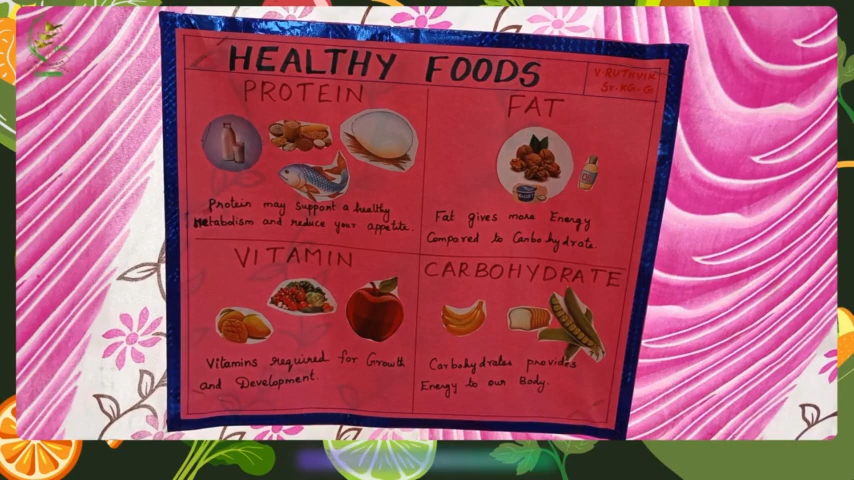 HEALTHY FOODS
V RUTHVIK
Sr.KG-G
PROTEIN
Protein may support a healthy
Metabolism and reduce your appetite.
FAT
Fat gives more Energy
Compared to Carbohydrate.
VITAMIN
Vitamins required for Growth
and Development.
CARBOHYDRATE
Carbohydrates provides
Energy to our Body.